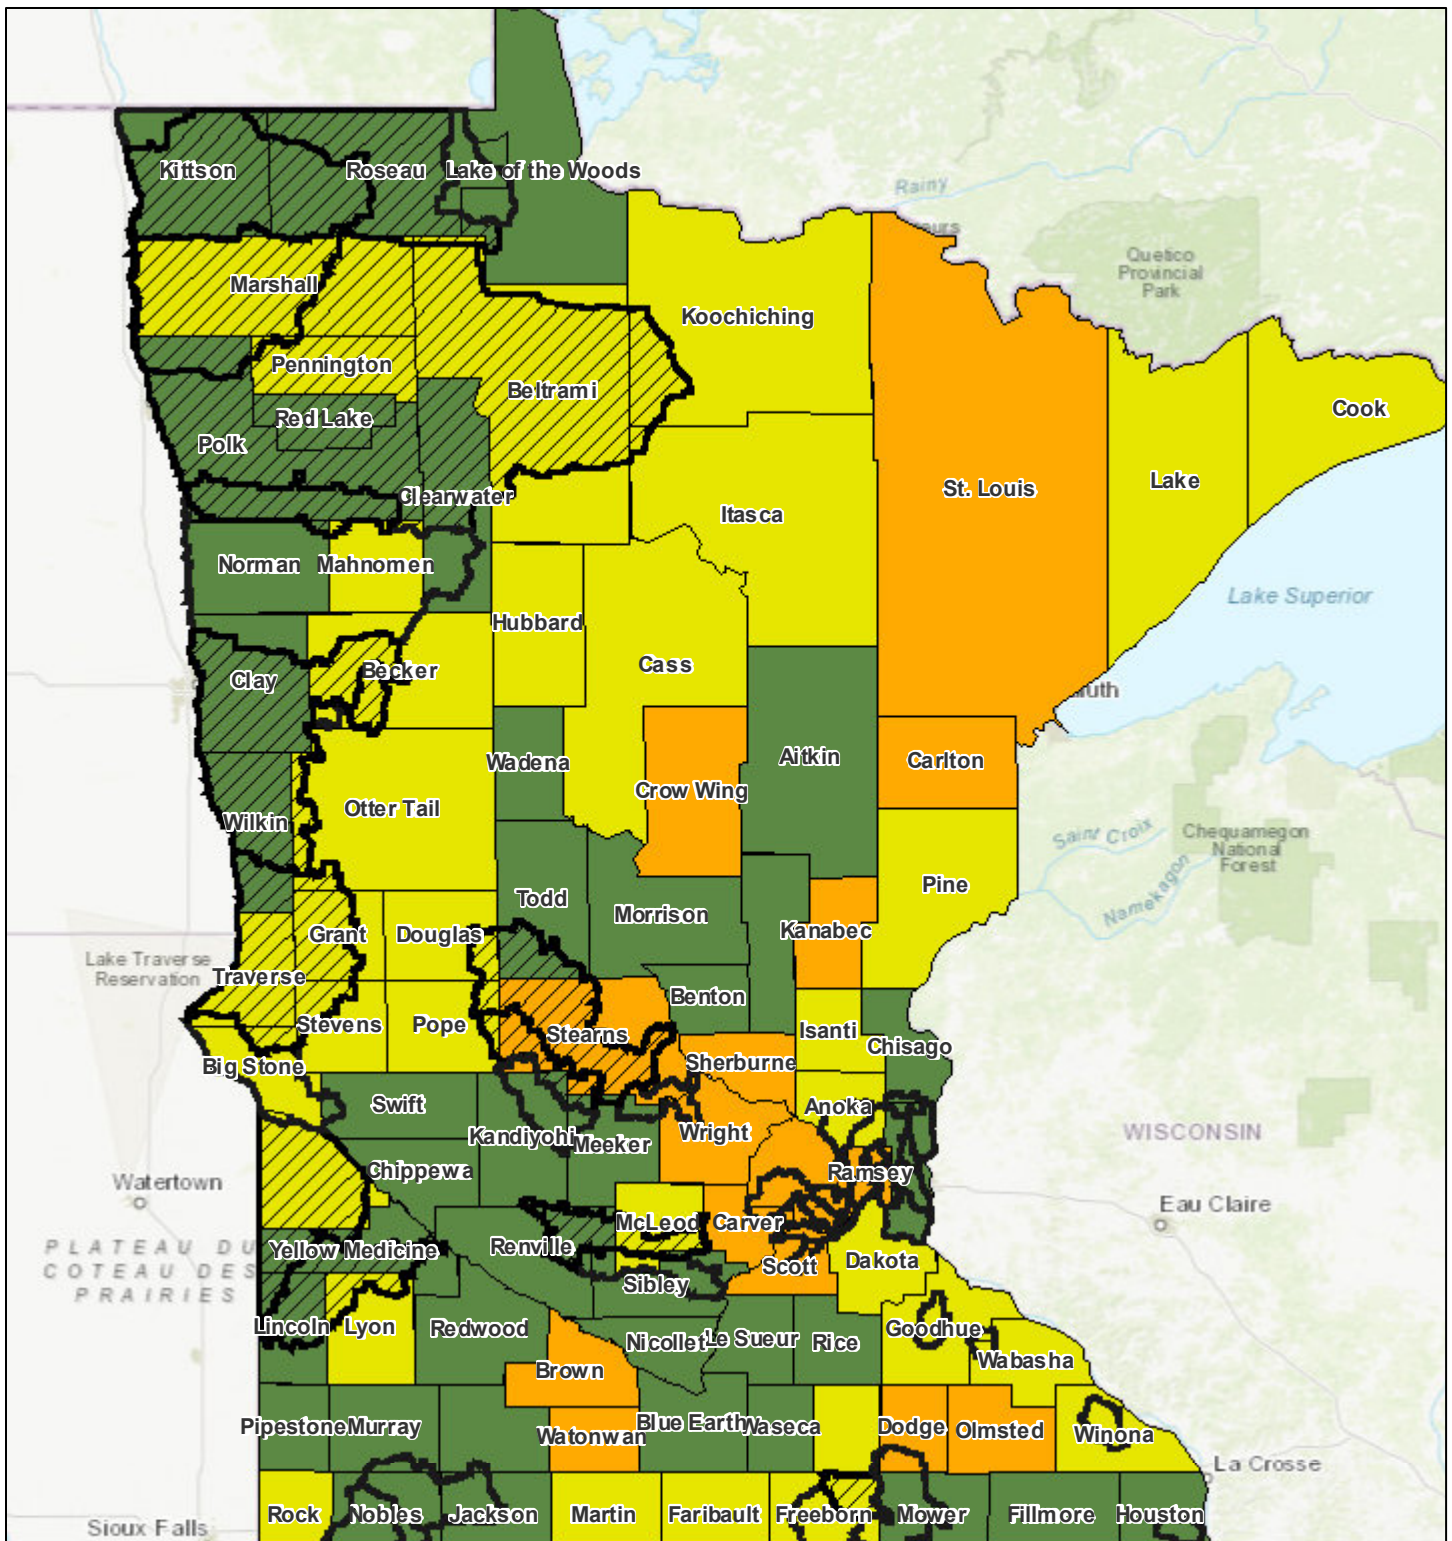 Kittson
Roseau
Lake of the Woods
Rainy
Marshall
Koochiching
Quetico
Provincial
Park
Pennington
Beltrami
Red Lake
Polk
Cook
Clearwater
St. Louis
Lake
Itasca
Norman
Mahnomen
Hubbard
Lake Superior
Becker
Cass
Clay
Wadena
Aitkin
Carlton
Crow Wing
Otter Tail
Wilkin
Saint Croix
Chequamegon
National
Forest
Namekagon
Pine
Todd
Morrison
Kanabec
Grant
Douglas
Lake Traverse
Reservation
Traverse
Benton
Stevens
Pope
Stearns
Isanti
Chisago
Big Stone
Sherburne
Swift
Anoka
Kandiyohi
Meeker
Wright
WISCONSIN
Chippewa
Ramsey
Watertown
Eau Claire
McLeod
Carver
Yellow Medicine
Renville
PLATEAU DU
COTEAU DES
PRAIRIES
Dakota
Scott
Sibley
Lincoln
Lyon
Redwood
Nicollet
Le Sueur
Rice
Goodhue
Wabasha
Brown
Pipestone
Murray
Watonwan
Blue Earth
Waseca
Dodge
Olmsted
Winona
La Crosse
Rock
Nobles
Jackson
Martin
Faribault
Freeborn
Mower
Fillmore
Houston
Sioux Falls